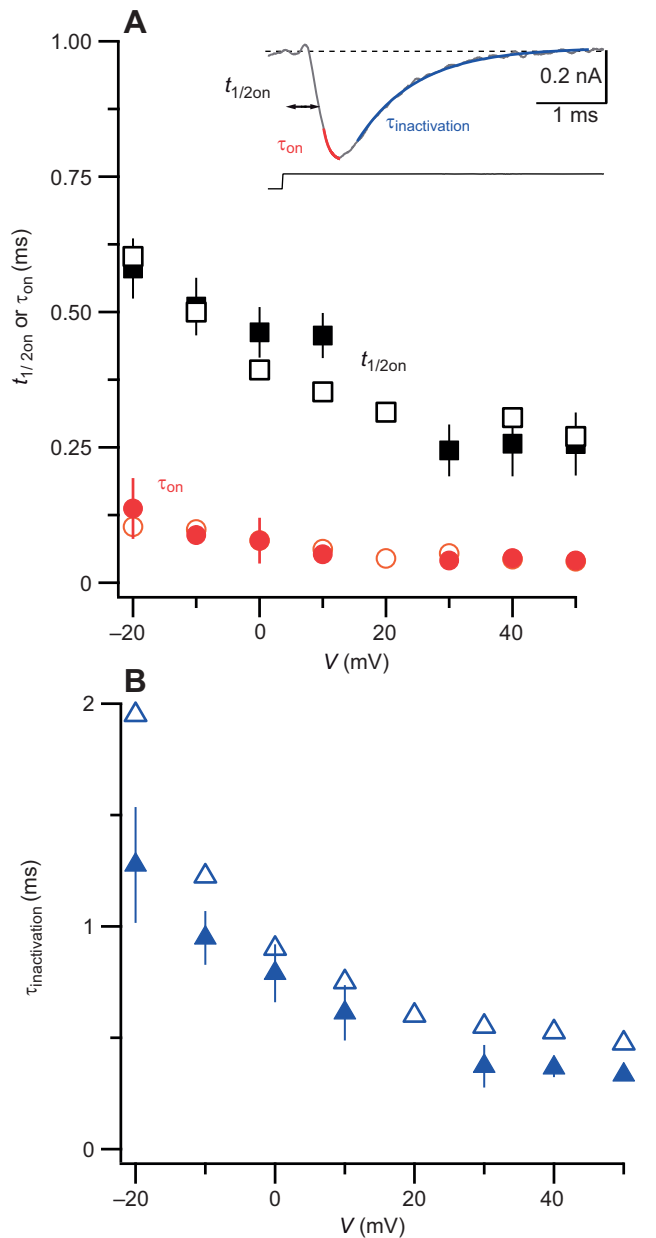 A
1.00
0.75
0.50
0.25
0
t1/2on or τon (ms)
t1/2on
τon
τinactivation
0.2 nA
1 ms
t1/2on
τon
–20
0
20
40
V (mV)
B
2
1
0
τinactivation (ms)
–20
0
20
40
V (mV)